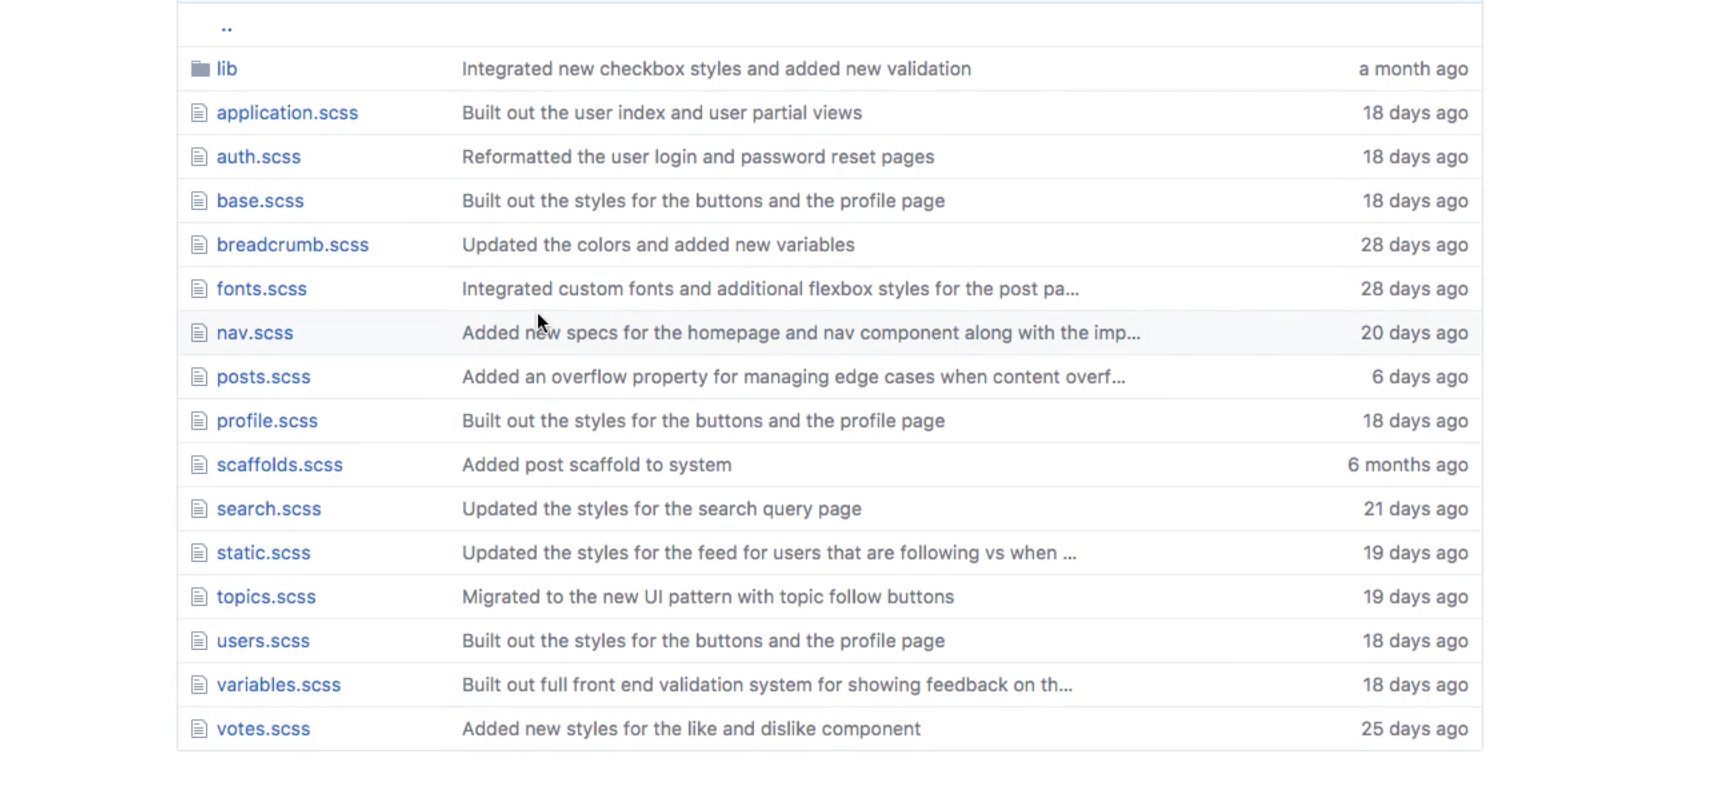 ..
lib Integrated new checkbox styles and added new validation a month ago
application.scss Built out the user index and user partial views 18 days ago
auth.scss Reformatted the user login and password reset pages 18 days ago
base.scss Built out the styles for the buttons and the profile page 18 days ago
breadcrumb.scss Updated the colors and added new variables 28 days ago
fonts.scss Integrated custom fonts and additional flexbox styles for the post pa... 28 days ago
nav.scss Added new specs for the homepage and nav component along with the imp... 20 days ago
posts.scss Added an overflow property for managing edge cases when content overf... 6 days ago
profile.scss Built out the styles for the buttons and the profile page 18 days ago
scaffolds.scss Added post scaffold to system 6 months ago
search.scss Updated the styles for the search query page 21 days ago
static.scss Updated the styles for the feed for users that are following vs when ... 19 days ago
topics.scss Migrated to the new UI pattern with topic follow buttons 19 days ago
users.scss Built out the styles for the buttons and the profile page 18 days ago
variables.scss Built out full front end validation system for showing feedback on th... 18 days ago
votes.scss Added new styles for the like and dislike component 25 days ago